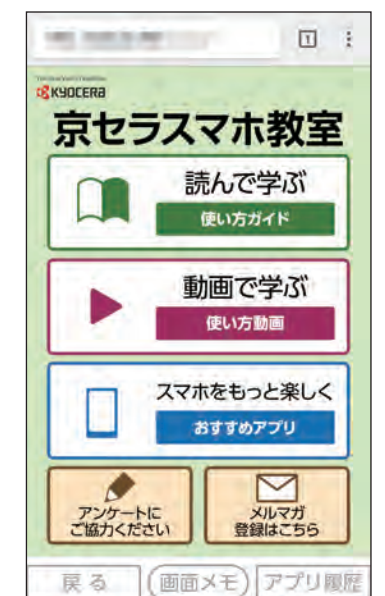 1
KYOCERA
京セラスマホ教室
読んで学ぶ
使い方ガイド
動画で学ぶ
使い方動画
スマホをもっと楽しく
おすすめアプリ
アンケートに
ご協力ください
メルマガ
登録はこちら
戻る
画面メモ
アプリ履歴